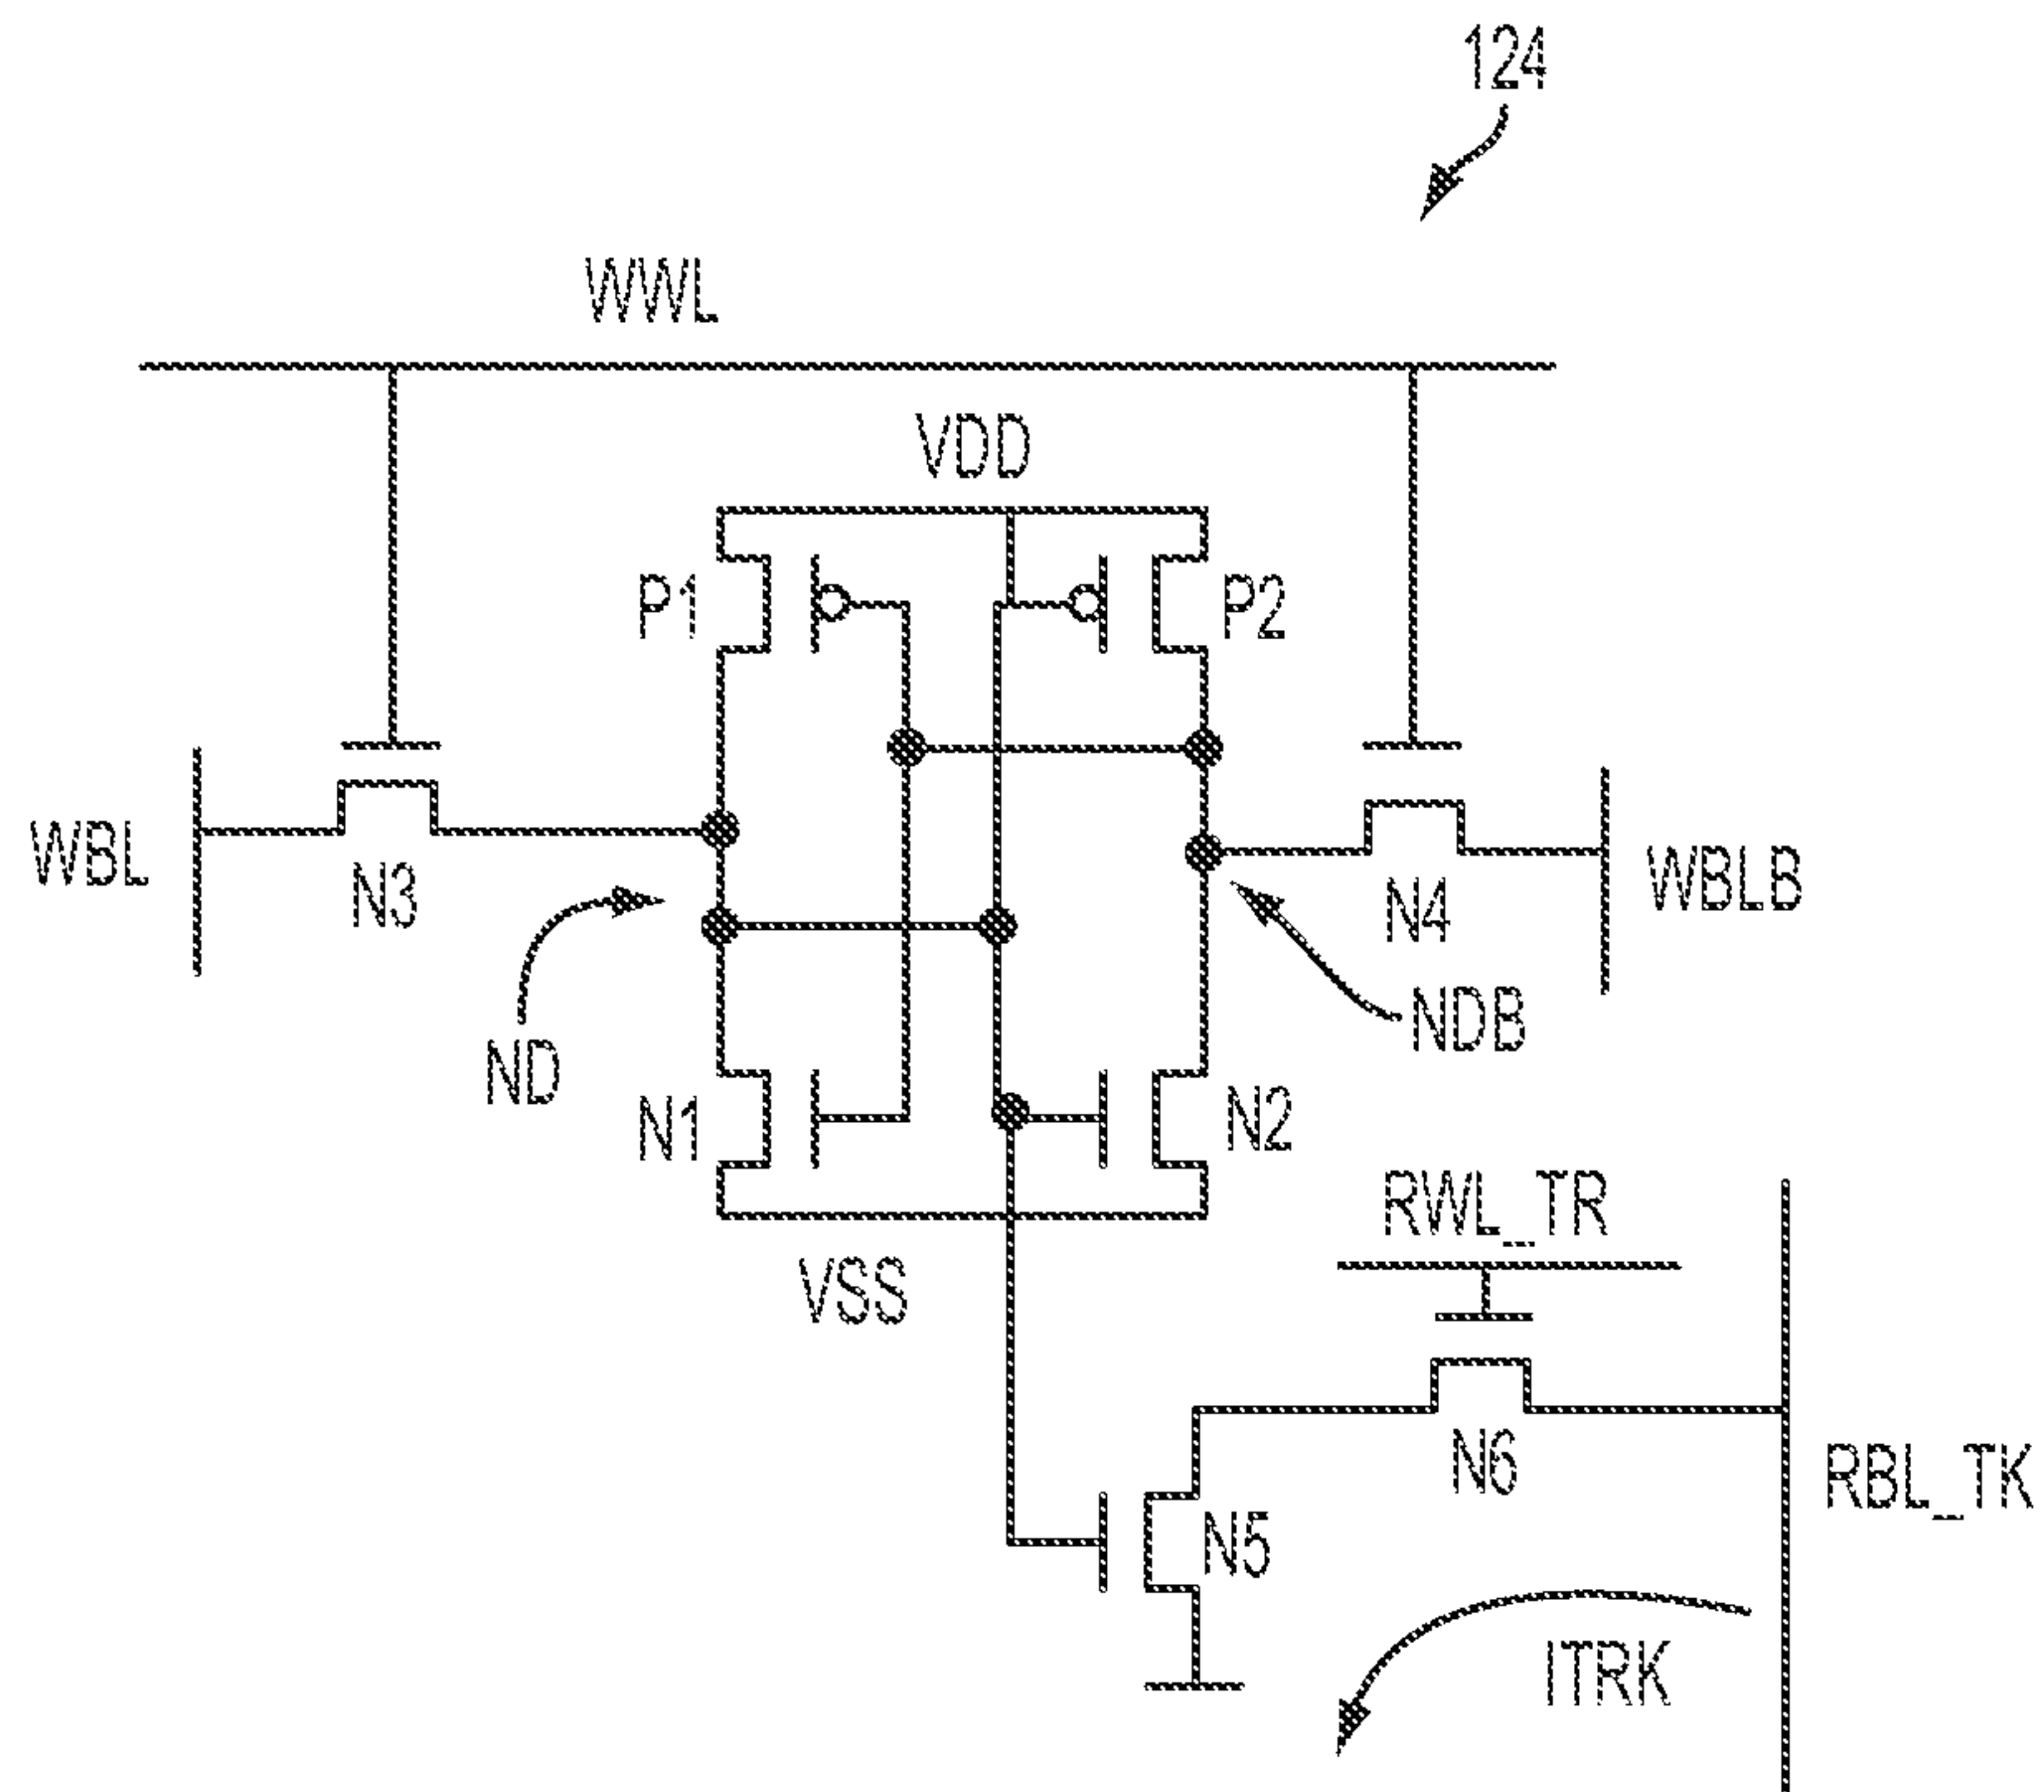 124
WWL
VDD
P1
P2
WBL
N3
N4
WBLB
ND
NDB
N1
N2
RWL_TR
VSS
N6
RBL_TK
N5
ITRK